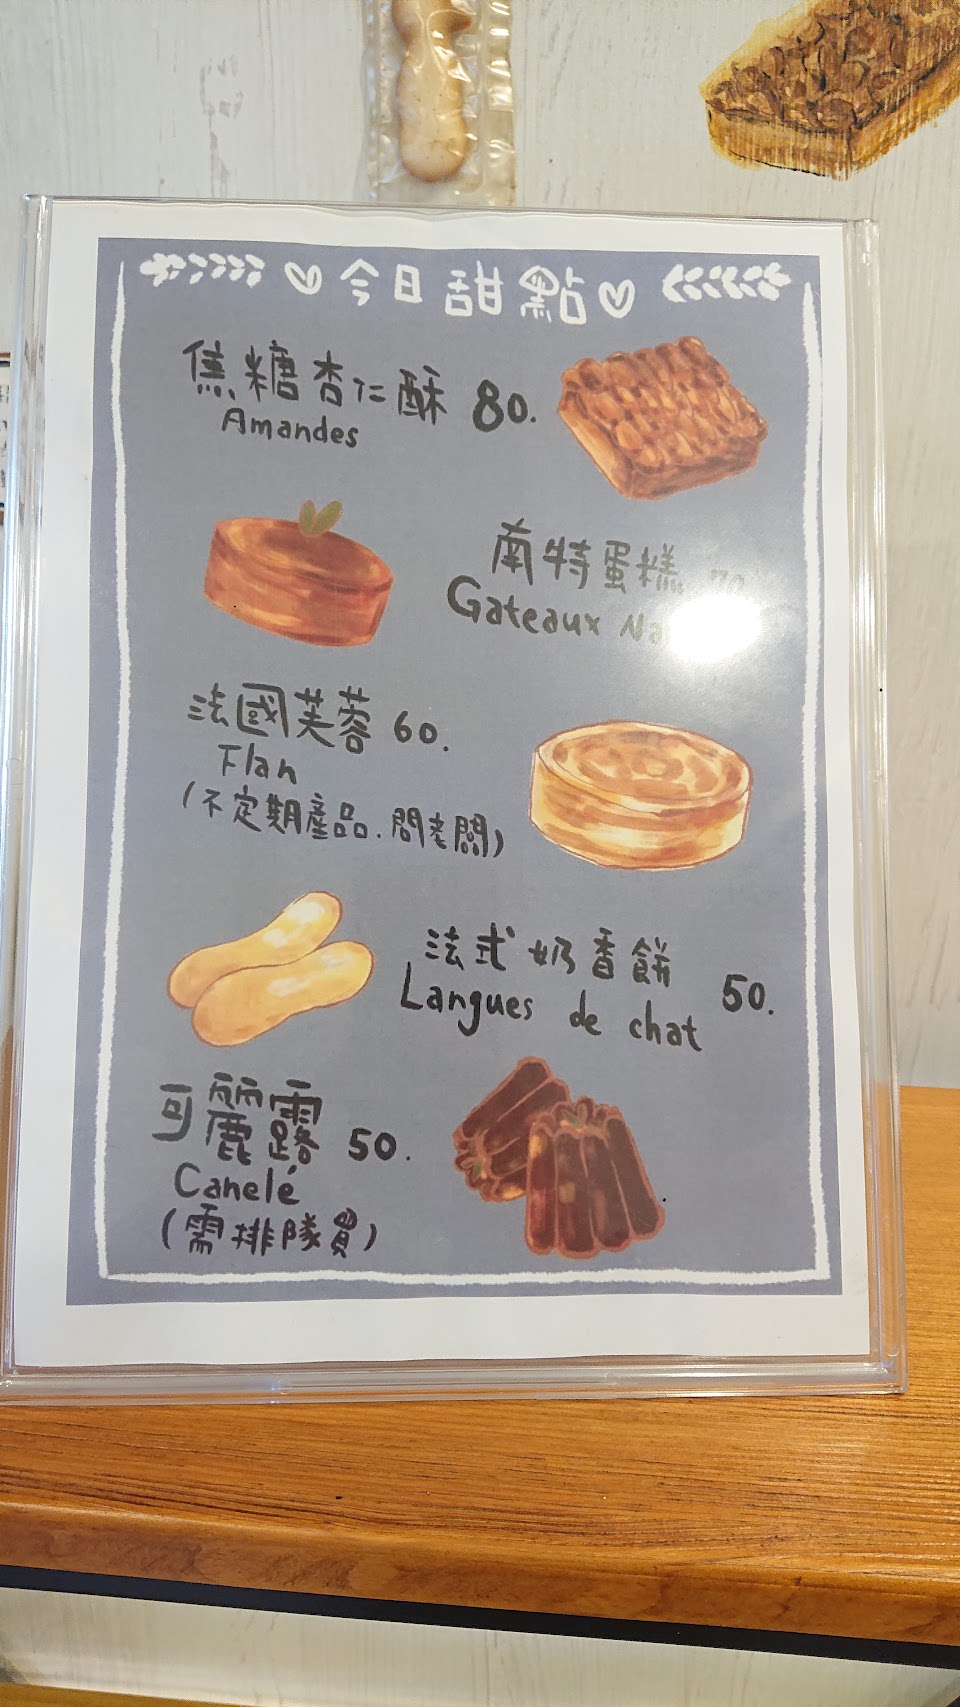 今日甜點
焦糖杏仁酥 80.
Amandes
南特蛋糕
Gateaux
法國芙蓉 60.
Flan
(不定期產品.問老闆)
法式奶香餅 50.
Langues de chat
可麗露 50.
Canelé
(需排隊買)